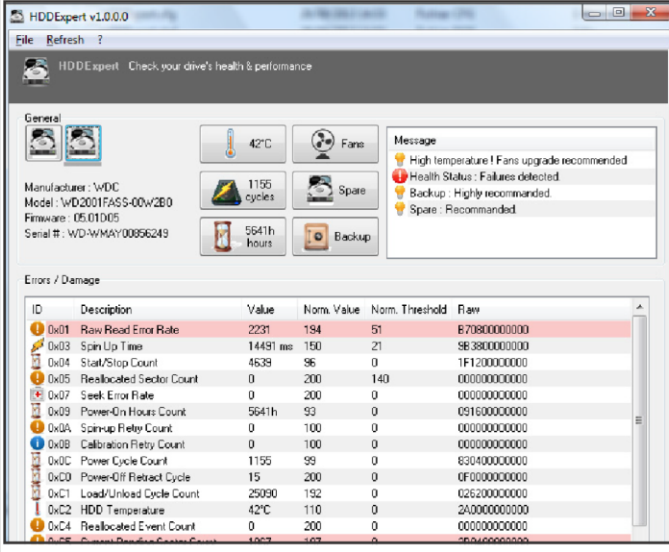 HDDExpert v1.0.0.0
File Refresh ?
HDDExpert Check your drive's health & performance
General
42°C Fans
1155 cycles Spare
5641h hours Backup
Manufacturer : WDC
Model : WD2001FASS-00W2B0
Firmware : 05.01D05
Serial # : WD-WMAY00856249
Message
High temperature ! Fans upgrade recommended
Health Status : Failures detected.
Backup : Highly recommanded.
Spare : Recommanded.
Errors / Damage
ID Description Value Norm. Value Norm. Threshold Raw
0x01 Raw Read Error Rate 2231 194 51 B70800000000
0x03 Spin Up Time 14491 ms 150 21 9B3800000000
0x04 Start/Stop Count 4639 96 0 1F1200000000
0x05 Reallocated Sector Count 0 200 140 000000000000
0x07 Seek Error Rate 0 200 0 000000000000
0x09 Power-On Hours Count 5641h 93 0 091600000000
0x0A Spin-up Retry Count 0 100 0 000000000000
0x0B Calibration Retry Count 0 100 0 000000000000
0x0C Power Cycle Count 1155 99 0 830400000000
0xC0 Power-Off Retract Cycle 15 200 0 0F0000000000
0xC1 Load/Unload Cycle Count 25090 192 0 026200000000
0xC2 HDD Temperature 42°C 110 0 2A0000000000
0xC4 Reallocated Event Count 0 200 0 000000000000